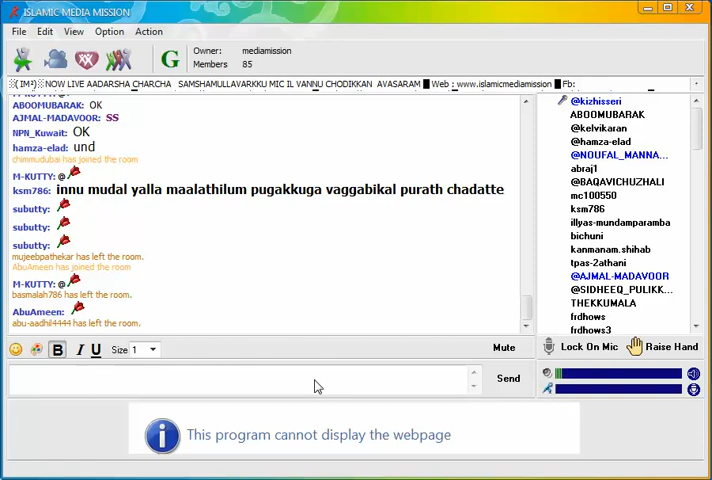 ISLAMIC MEDIA MISSION
File Edit View Option Action
G Owner: mediamission
Members 85
(IM²) NOW LIVE AADARSHA CHARCHA SAMSHAMULLAVARKKU MIC IL VANNU CHODIKKAN AVASARAM Web : www.islamicmediamission Fb:
ABOOMUBARAK: OK
AJMAL-MADAVOOR: SS
NPN_Kuwait: OK
hamza-elad: und
chimmudubai has joined the room
M-KUTTY: @
ksm786: innu mudal yalla maalathilum pugakkuga vaggabikal purath chadatte
subutty:
subutty:
subutty:
mujeebpathekar has left the room.
AbuAmeen has joined the room
M-KUTTY: @
basmalah786 has left the room.
AbuAmeen:
abu-aadhil4444 has left the room.
@kizhisseri
ABOOMUBARAK
@kelvikaran
@hamza-elad
@NOUFAL_MANNA...
abraj1
@BAQAVICHUZHALI
mc100550
ksm786
illyas-mundamparamba
bichuni
kanmanam.shihab
tpas-2athani
@AJMAL-MADAVOOR
@SIDHEEQ_PULIKK...
THEKKUMALA
frdhows
frdhows3
B I U Size 1 Mute
Lock On Mic Raise Hand
Send
This program cannot display the webpage